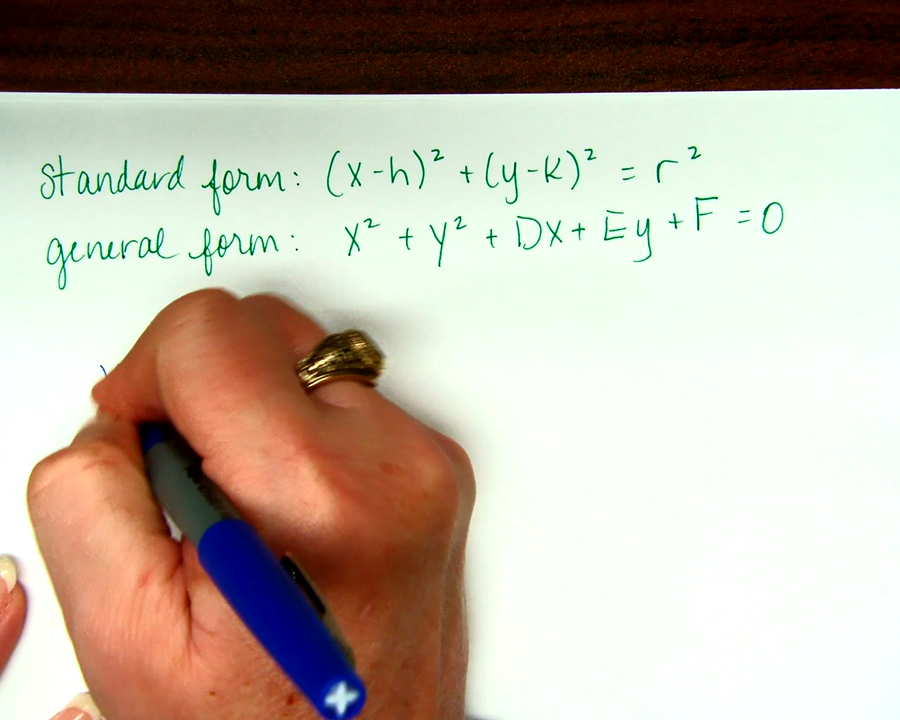 Standard form: (x-h)² + (y-k)² = r²
general form: x² + y² + Dx + Ey + F = 0